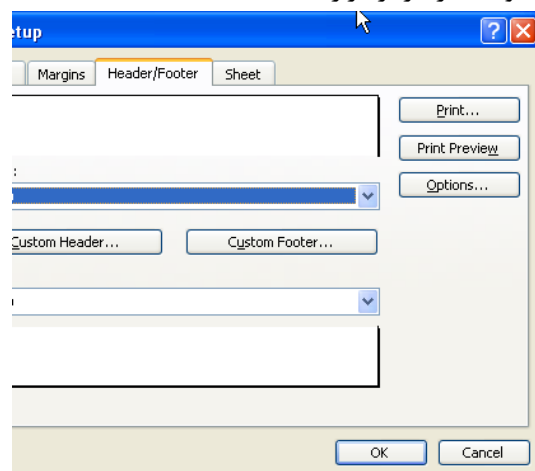 etup
Margins Header/Footer Sheet
Print...
Print Preview
:
Options...
Custom Header... Custom Footer...
OK Cancel